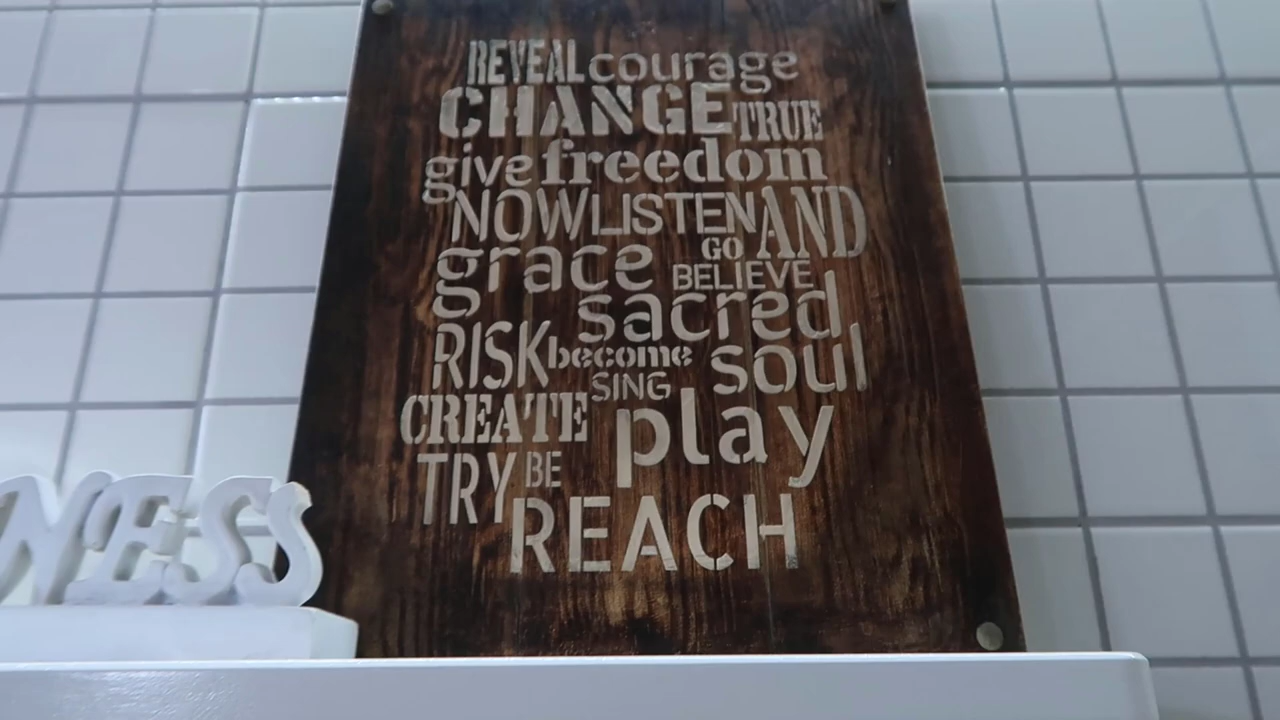 REVEAL courage
CHANGE TRUE
give freedom
NOW LISTEN AND
grace GO
BELIEVE
sacred
RISK become soul
SING
CREATE play
TRY BE
REACH
NESS